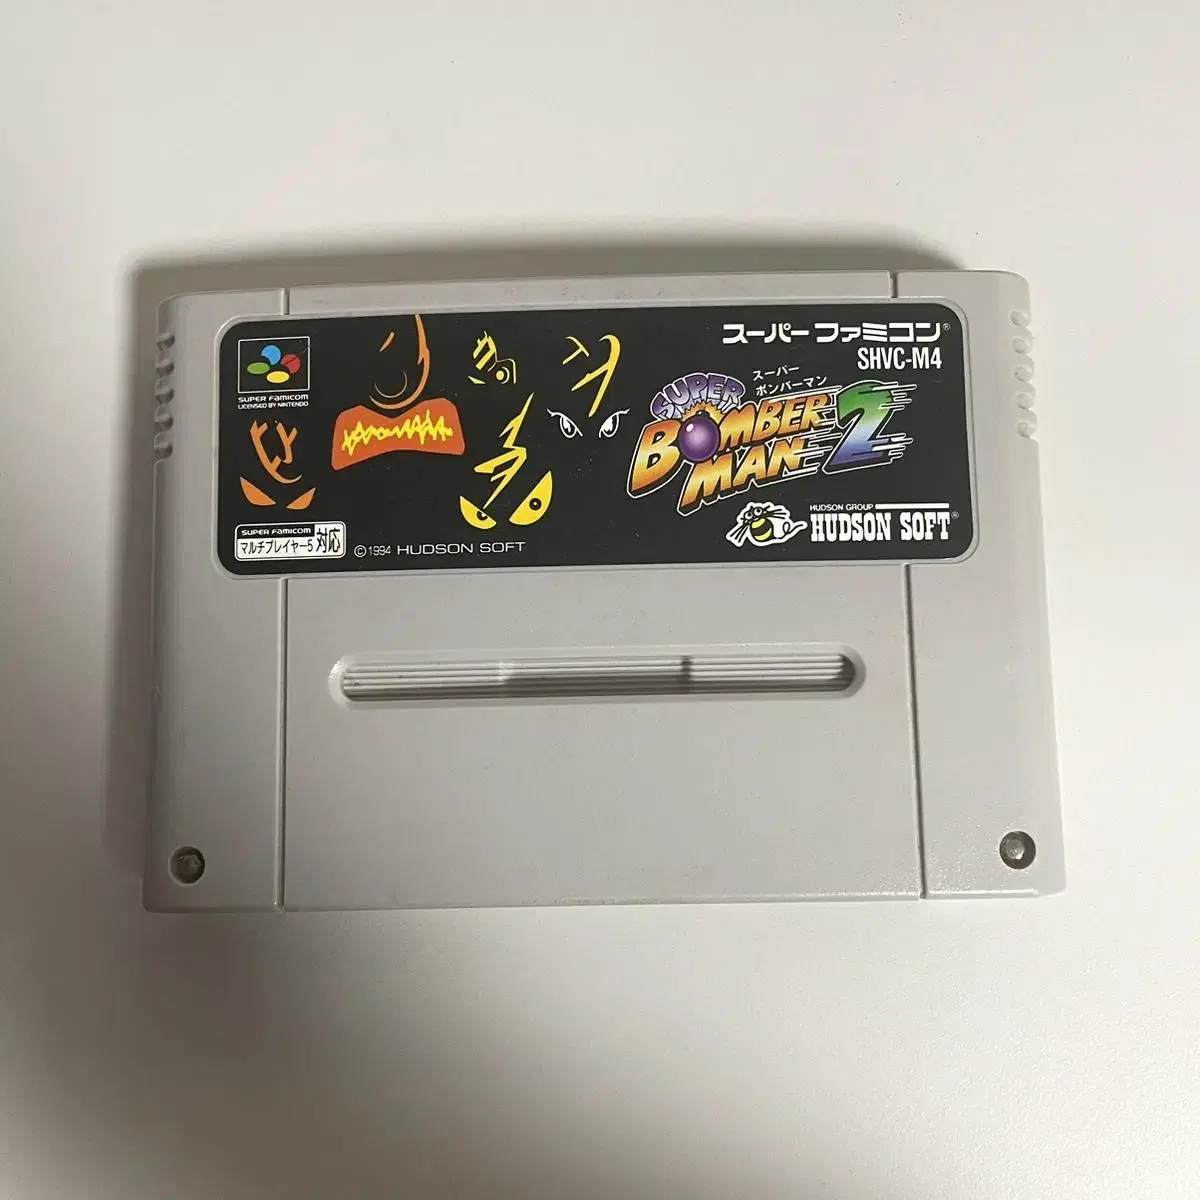 スーパーファミコン®
SHVC-M4
SUPER FAMICOM
LICENSED BY NINTENDO
スーパー
ボンバーマン
SUPER
BOMBER
MAN 2
HUDSON GROUP
HUDSON SOFT®
SUPER FAMICOM
マルチプレイヤー5対応
©1994 HUDSON SOFT